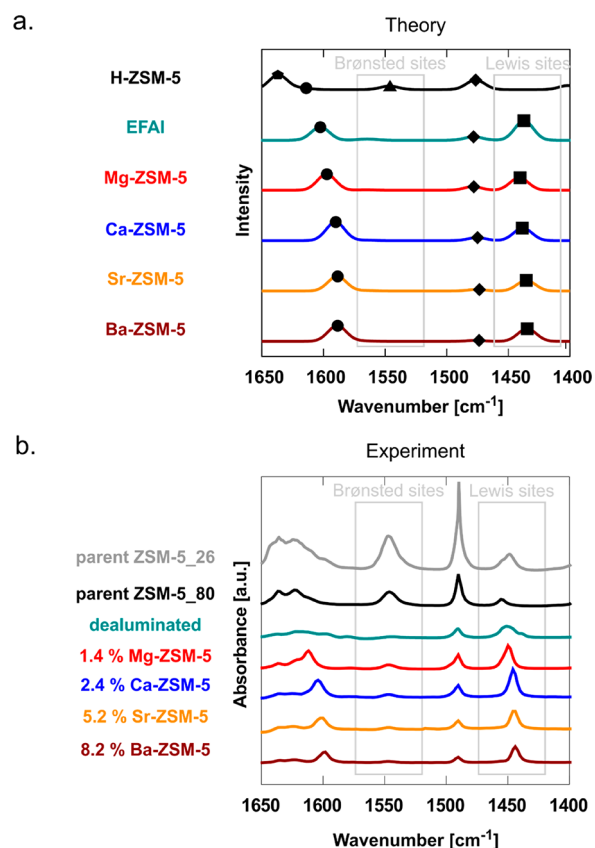 a.
Theory
Brønsted sites
Lewis sites
H-ZSM-5
EFAl
Mg-ZSM-5
Ca-ZSM-5
Sr-ZSM-5
Ba-ZSM-5
Intensity
1650 1600 1550 1500 1450 1400
Wavenumber [cm⁻¹]
b.
Experiment
Brønsted sites
Lewis sites
parent ZSM-5_26
parent ZSM-5_80
dealuminated
1.4 % Mg-ZSM-5
2.4 % Ca-ZSM-5
5.2 % Sr-ZSM-5
8.2 % Ba-ZSM-5
Absorbance [a.u.]
1650 1600 1550 1500 1450 1400
Wavenumber [cm⁻¹]